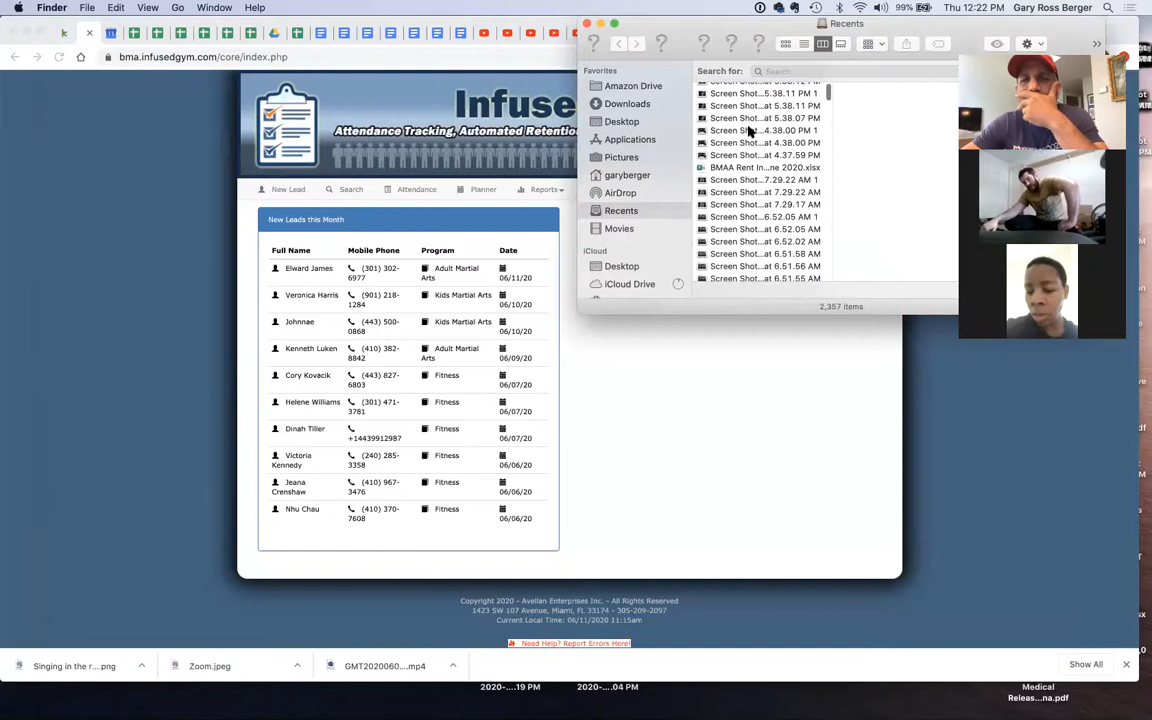 Finder File Edit View Go Window Help
99% Thu 12:22 PM Gary Ross Berger
bma.infusedgym.com/core/index.php
Recents
Search for: Search
Favorites
Amazon Drive
Downloads
Desktop
Applications
Pictures
garyberger
AirDrop
Recents
Movies
iCloud
Desktop
iCloud Drive
Screen Shot...5.38.11 PM 1
Screen Shot...at 5.38.11 PM
Screen Shot...at 5.38.07 PM
Screen Shot...4.38.00 PM 1
Screen Shot...at 4.38.00 PM
Screen Shot...at 4.37.59 PM
BMAA Rent In...ne 2020.xlsx
Screen Shot...7.29.22 AM 1
Screen Shot...at 7.29.22 AM
Screen Shot...at 7.29.17 AM
Screen Shot...6.52.05 AM 1
Screen Shot...at 6.52.05 AM
Screen Shot...at 6.52.02 AM
Screen Shot...at 6.51.58 AM
Screen Shot...at 6.51.56 AM
Screen Shot...at 6.51.55 AM
2,357 items
Infuse
Attendance Tracking, Automated Retention
New Lead Search Attendance Planner Reports
New Leads this Month
Full Name Mobile Phone Program Date
Elward James (301) 302-6977 Adult Martial Arts 06/11/20
Veronica Harris (901) 218-1284 Kids Martial Arts 06/10/20
Johnnae (443) 500-0868 Kids Martial Arts 06/10/20
Kenneth Luken (410) 382-8842 Adult Martial Arts 06/09/20
Cory Kovacik (443) 827-6803 Fitness 06/07/20
Helene Williams (301) 471-3781 Fitness 06/07/20
Dinah Tiller +14439912987 Fitness 06/07/20
Victoria Kennedy (240) 285-3358 Fitness 06/06/20
Jeana Crenshaw (410) 967-3476 Fitness 06/06/20
Nhu Chau (410) 370-7608 Fitness 06/06/20
Copyright 2020 - Avellan Enterprises Inc. - All Rights Reserved
1423 SW 107 Avenue, Miami, FL 33174 - 305-209-2097
Current Local Time: 06/11/2020 11:15am
Need Help? Report Errors Here!
Singing in the r....png Zoom.jpeg GMT2020060....mp4 Show All
2020-....19 PM 2020-....04 PM
Medical
Releas...na.pdf